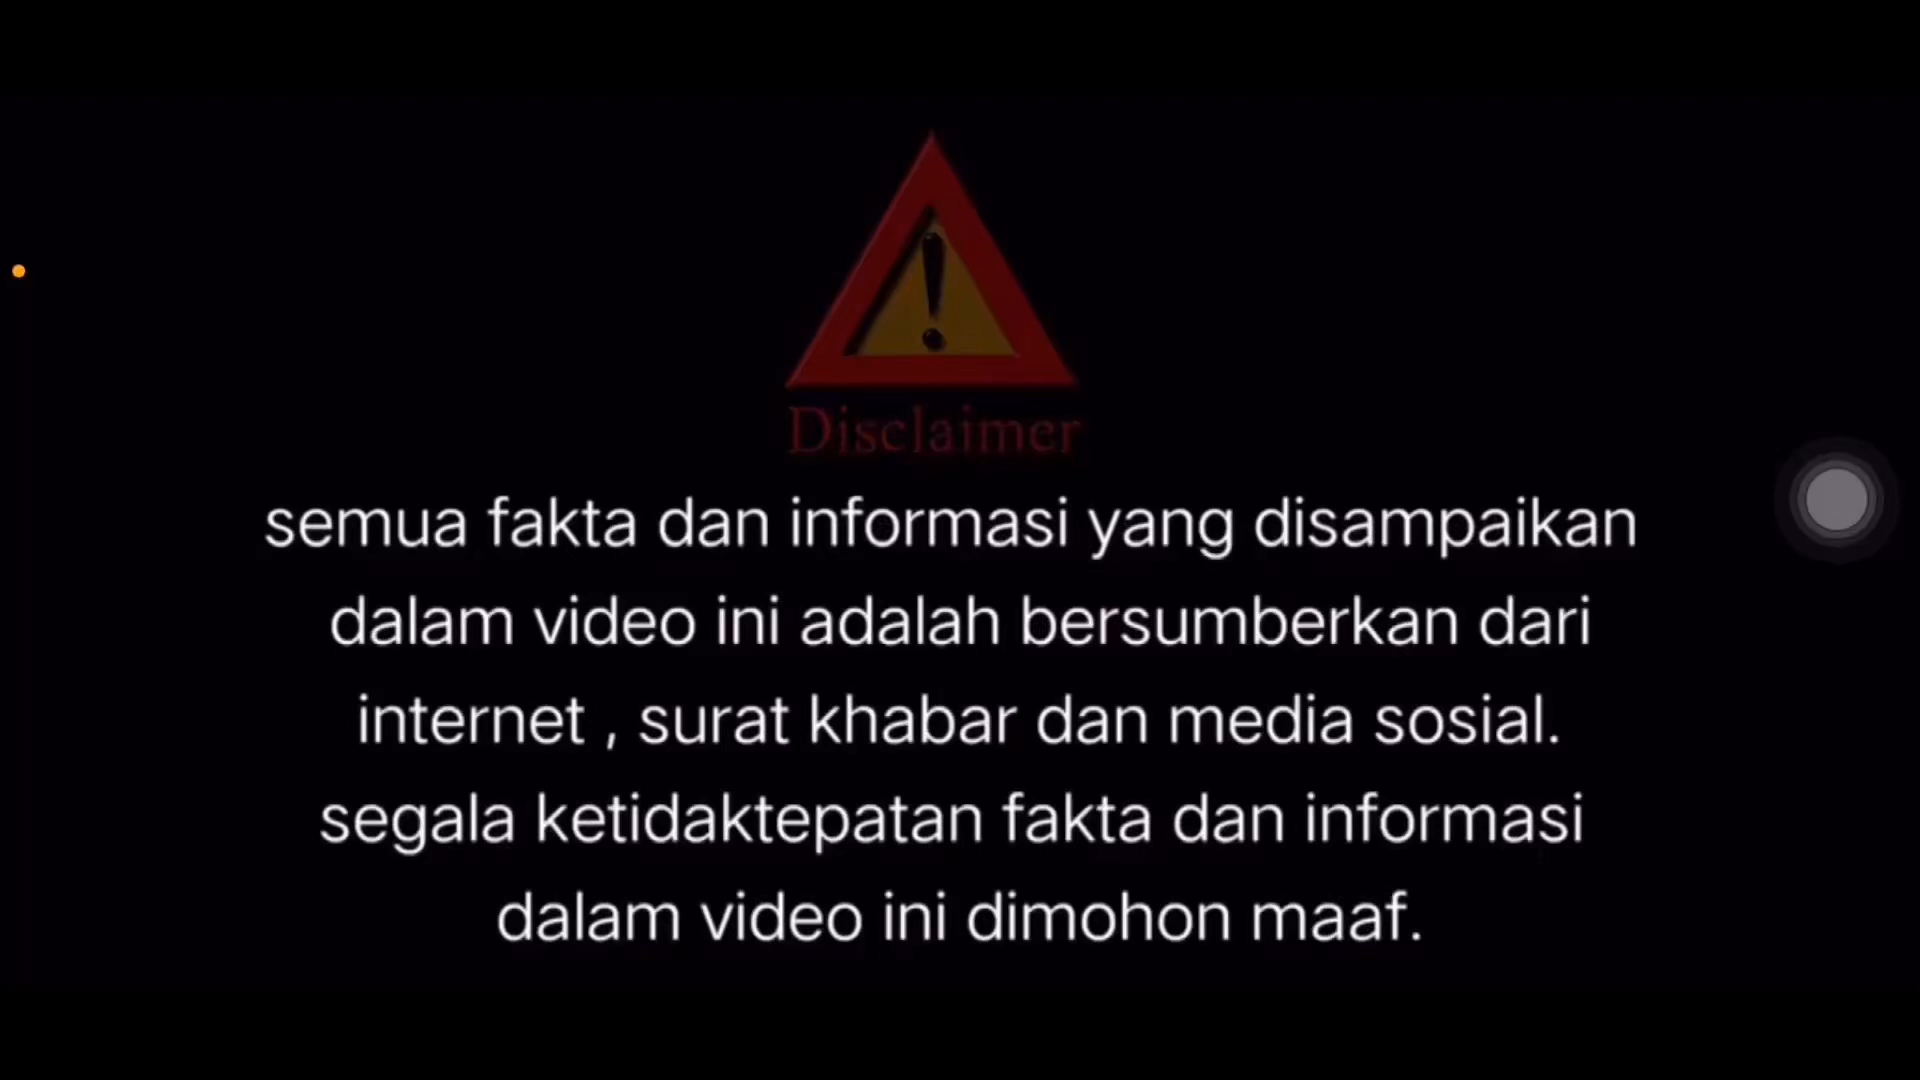 Disclaimer
semua fakta dan informasi yang disampaikan
dalam video ini adalah bersumberkan dari
internet , surat khabar dan media sosial.
segala ketidaktepatan fakta dan informasi
dalam video ini dimohon maaf.